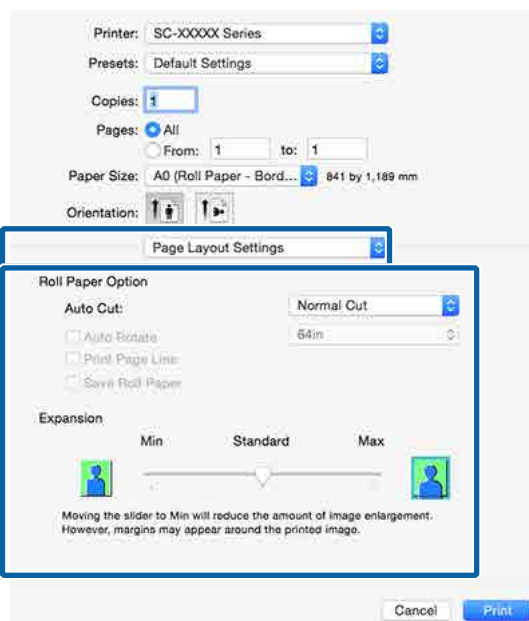 Printer: SC-XXXXX Series
Presets: Default Settings
Copies: 1
Pages: All
From: 1 to: 1
Paper Size: A0 (Roll Paper - Bord... 841 by 1,189 mm
Orientation:
Page Layout Settings
Roll Paper Option
Auto Cut: Normal Cut
Auto Rotate 64in
Print Page Line
Save Roll Paper
Expansion
Min Standard Max
Moving the slider to Min will reduce the amount of image enlargement.
However, margins may appear around the printed image.
Cancel Print